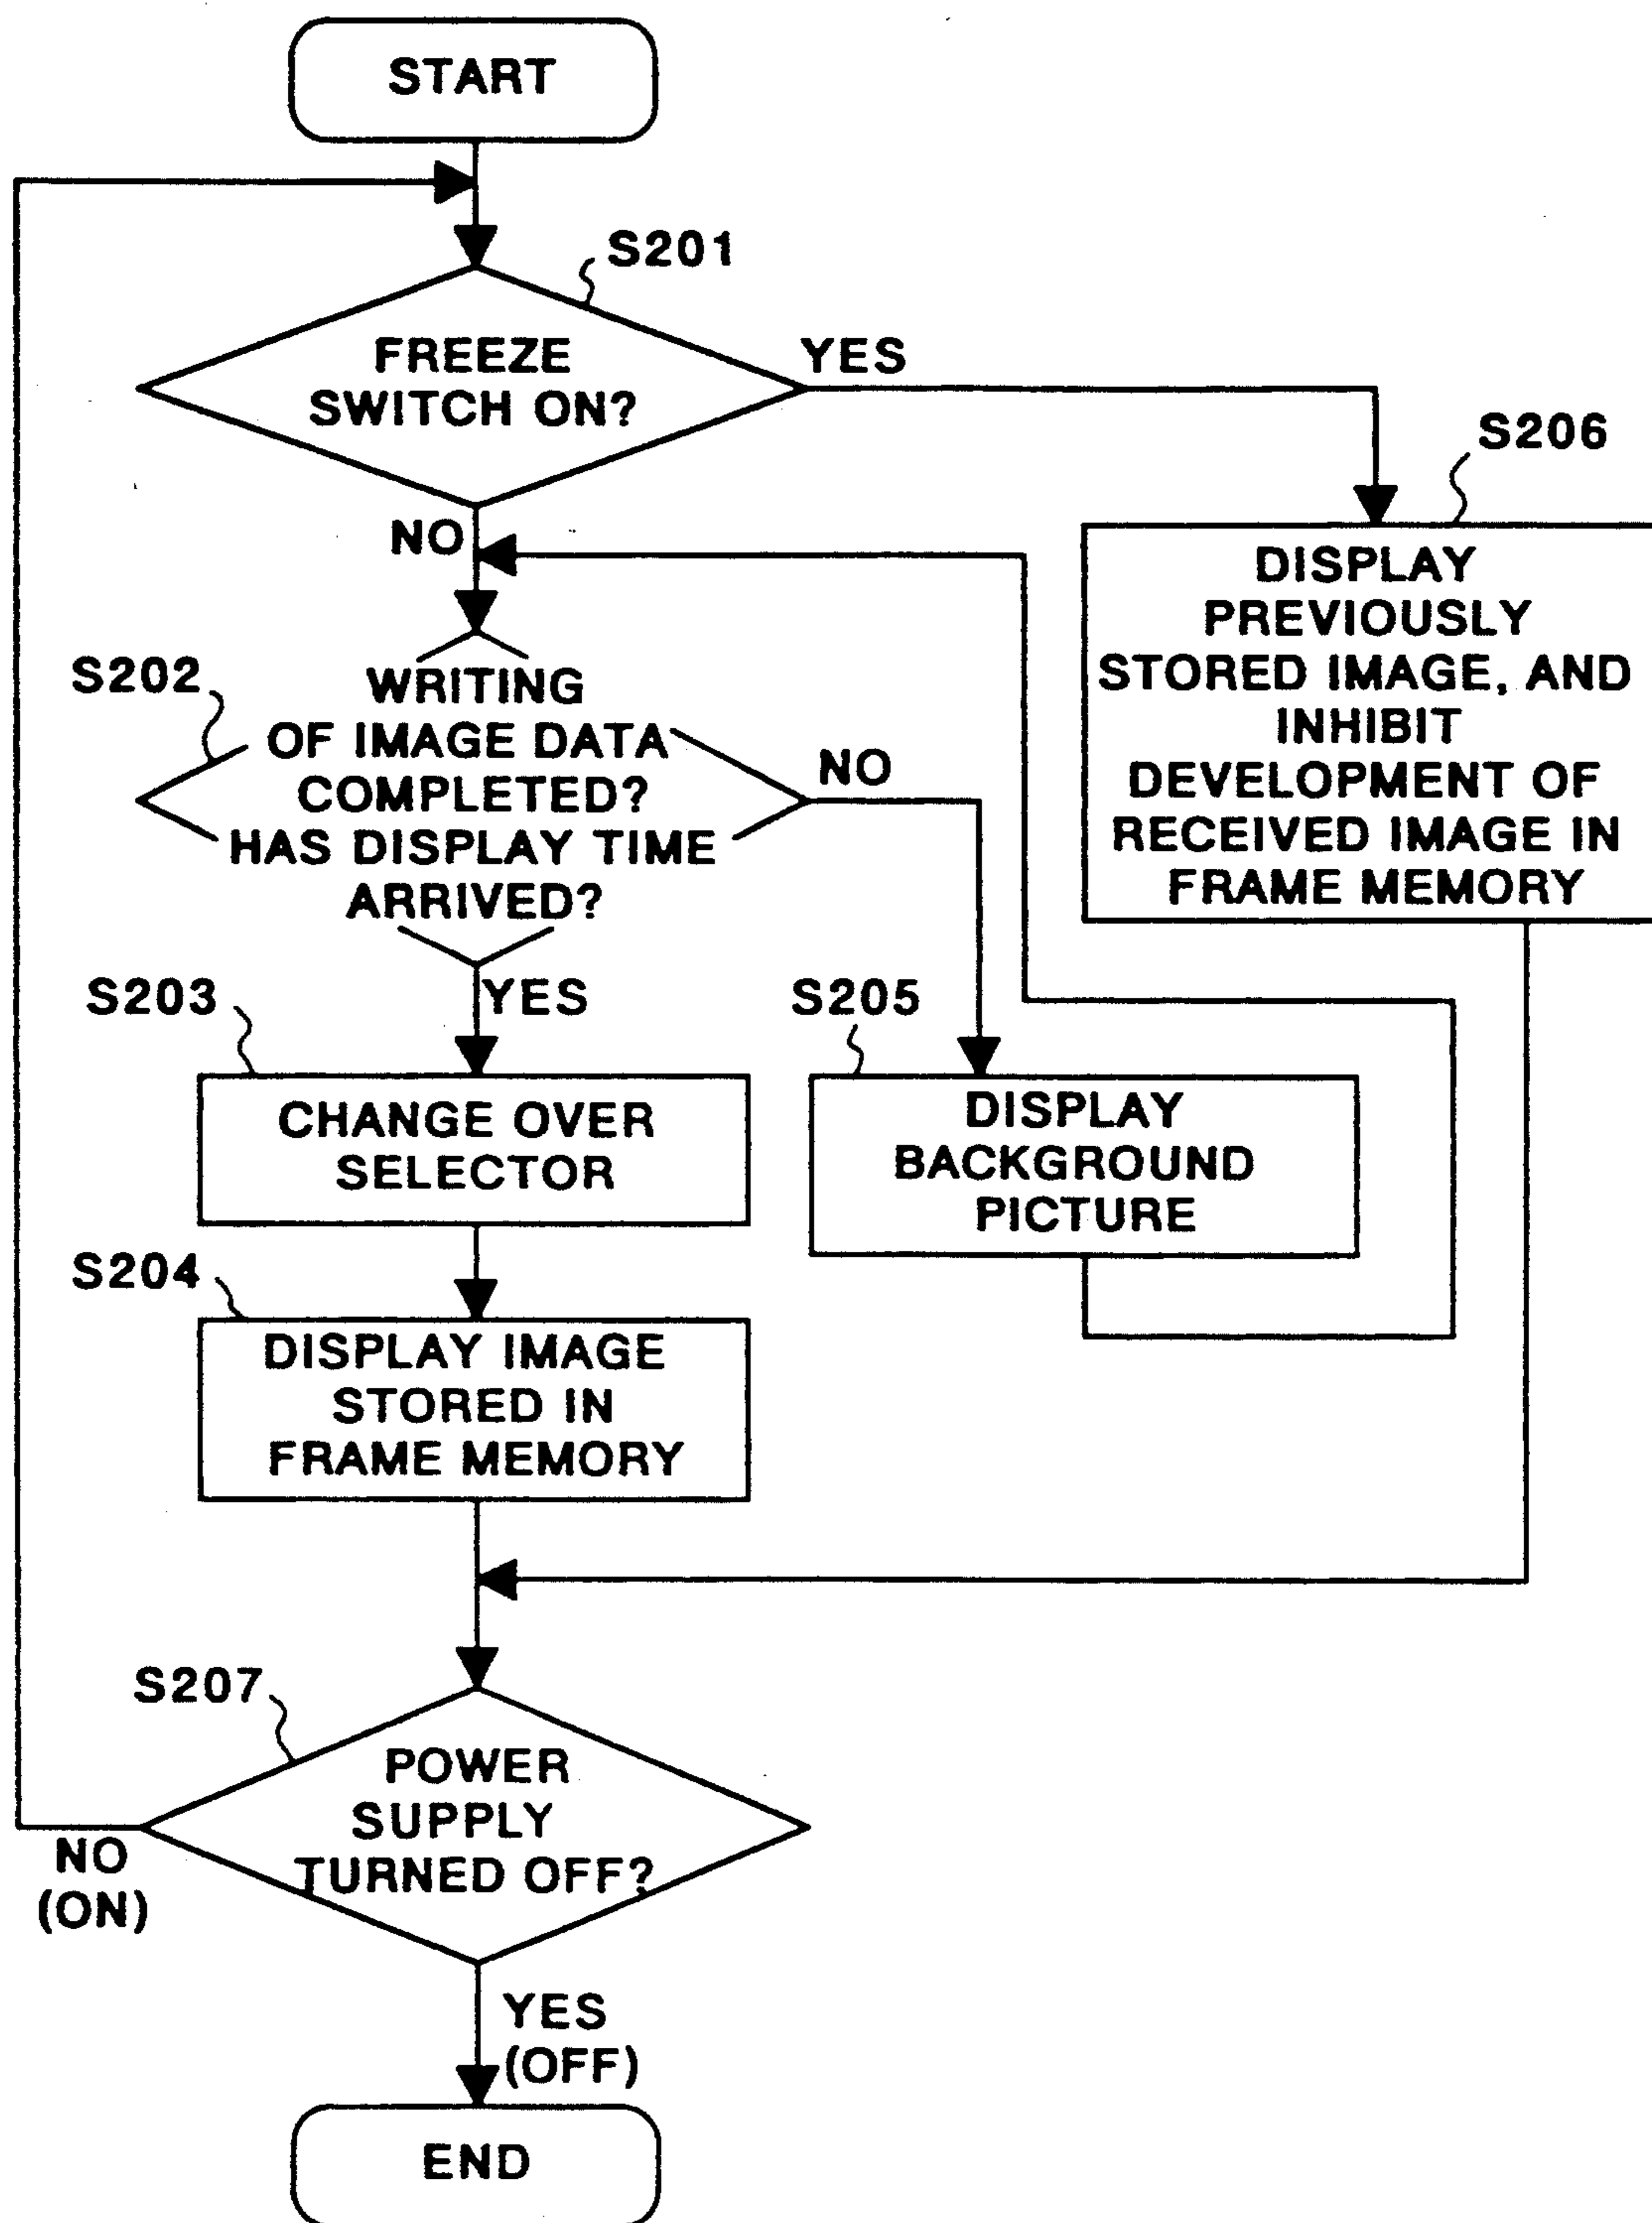 START
S201
FREEZE
SWITCH ON?
YES
S206
NO
DISPLAY
PREVIOUSLY
STORED IMAGE, AND
INHIBIT
DEVELOPMENT OF
RECEIVED IMAGE IN
FRAME MEMORY
S202
WRITING
OF IMAGE DATA
COMPLETED?
HAS DISPLAY TIME
ARRIVED?
NO
YES
S203
CHANGE OVER
SELECTOR
S205
DISPLAY
BACKGROUND
PICTURE
S204
DISPLAY IMAGE
STORED IN
FRAME MEMORY
S207
POWER
SUPPLY
TURNED OFF?
NO
(ON)
YES
(OFF)
END